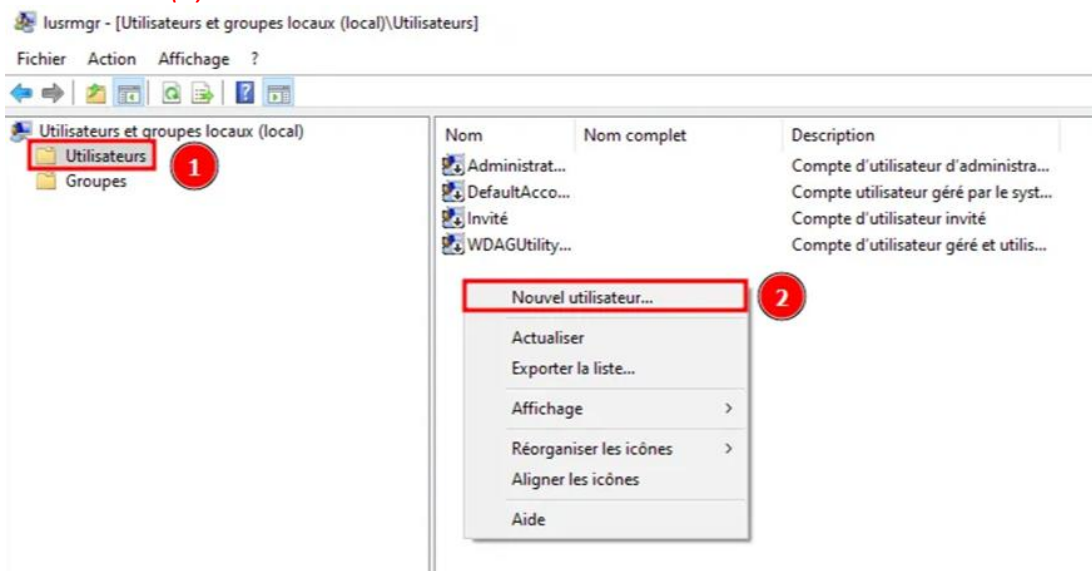 lusrmgr - [Utilisateurs et groupes locaux (local)\Utilisateurs]
Fichier Action Affichage ?
Utilisateurs et groupes locaux (local)
Utilisateurs
1
Groupes
Nom Nom complet Description
Administrat... Compte d'utilisateur d'administra...
DefaultAcco... Compte utilisateur géré par le syst...
Invité Compte d'utilisateur invité
WDAGUtility... Compte d'utilisateur géré et utilis...
Nouvel utilisateur... 2
Actualiser
Exporter la liste...
Affichage >
Réorganiser les icônes >
Aligner les icônes
Aide